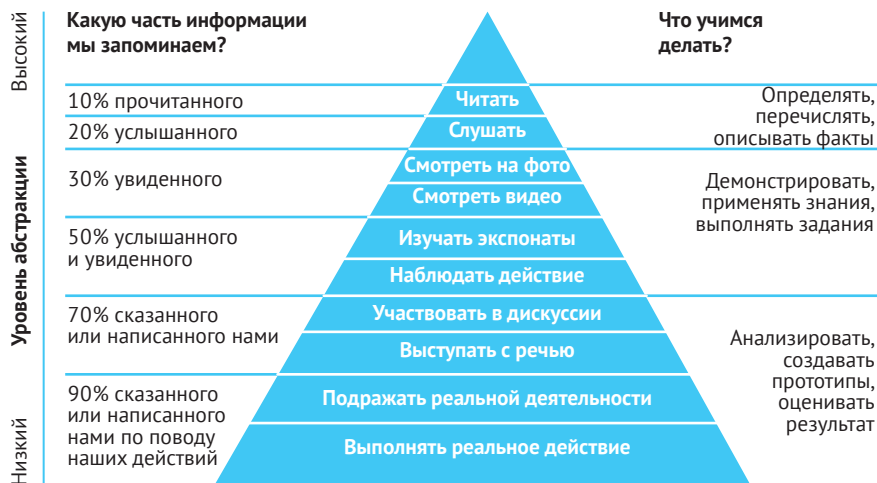 Какую часть информации
мы запоминаем?
Что учимся
делать?
Высокий
Уровень абстракции
Низкий
10% прочитанного
20% услышанного
30% увиденного
50% услышанного
и увиденного
70% сказанного
или написанного нами
90% сказанного
или написанного
нами по поводу
наших действий
Читать
Слушать
Смотреть на фото
Смотреть видео
Изучать экспонаты
Наблюдать действие
Участвовать в дискуссии
Выступать с речью
Подражать реальной деятельности
Выполнять реальное действие
Определять,
перечислять,
описывать факты
Демонстрировать,
применять знания,
выполнять задания
Анализировать,
создавать
прототипы,
оценивать
результат